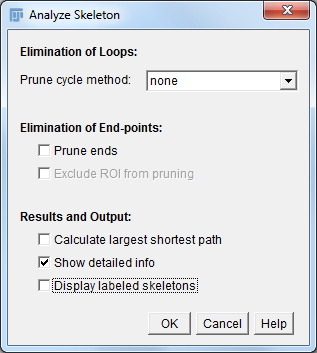 Analyze Skeleton
Elimination of Loops:
Prune cycle method: none
Elimination of End-points:
Prune ends
Exclude ROI from pruning
Results and Output:
Calculate largest shortest path
Show detailed info
Display labeled skeletons
OK Cancel Help